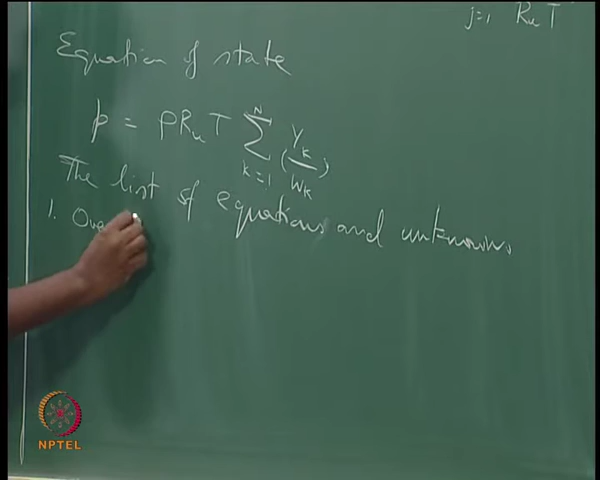 j=1 RuT
Equation of state
p = ρRuT N∑k=1 (Yk/Wk)
The list of equations and unknowns
1. Ove
NPTEL